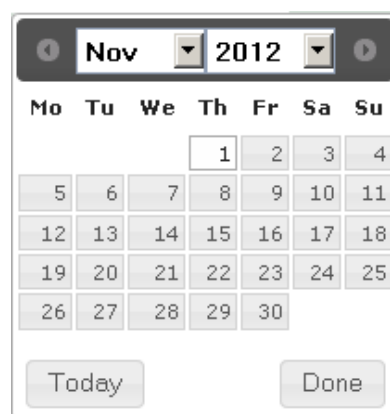 Nov 2012
Mo Tu We Th Fr Sa Su
1 2 3 4
5 6 7 8 9 10 11
12 13 14 15 16 17 18
19 20 21 22 23 24 25
26 27 28 29 30
Today Done